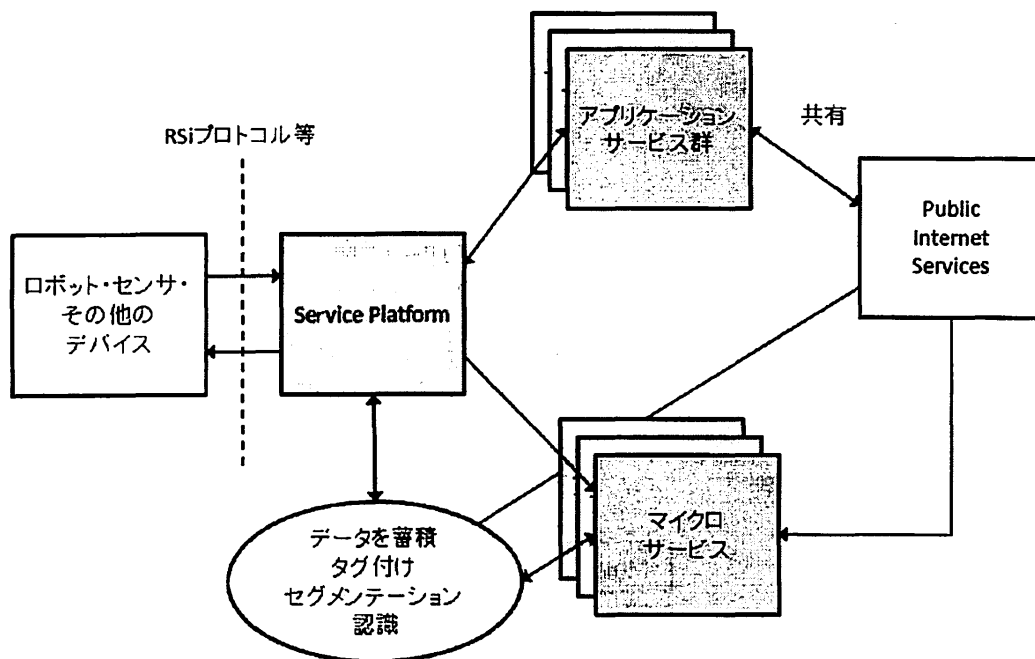 アプリケーション
サービス群
共有
RSiプロトコル等
Public
Internet
Services
ロボット・センサ・
その他の
デバイス
Service Platform
データを蓄積
タグ付け
セグメンテーション
認識
マイクロ
サービス